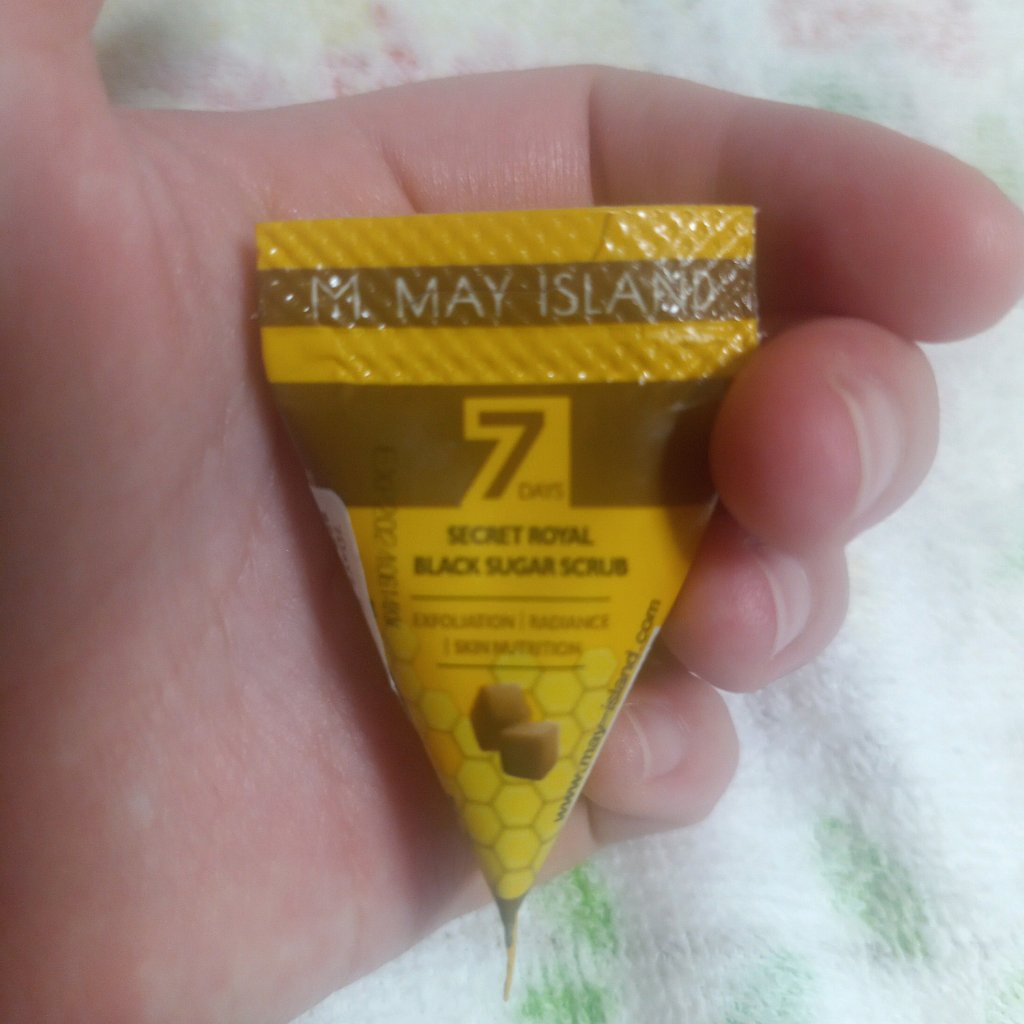 M. MAY ISLAND
7
DAYS
SECRET ROYAL
BLACK SUGAR SCRUB
EXFOLIATION | RADIANCE
| SKIN NUTRITION
www.may-island.com